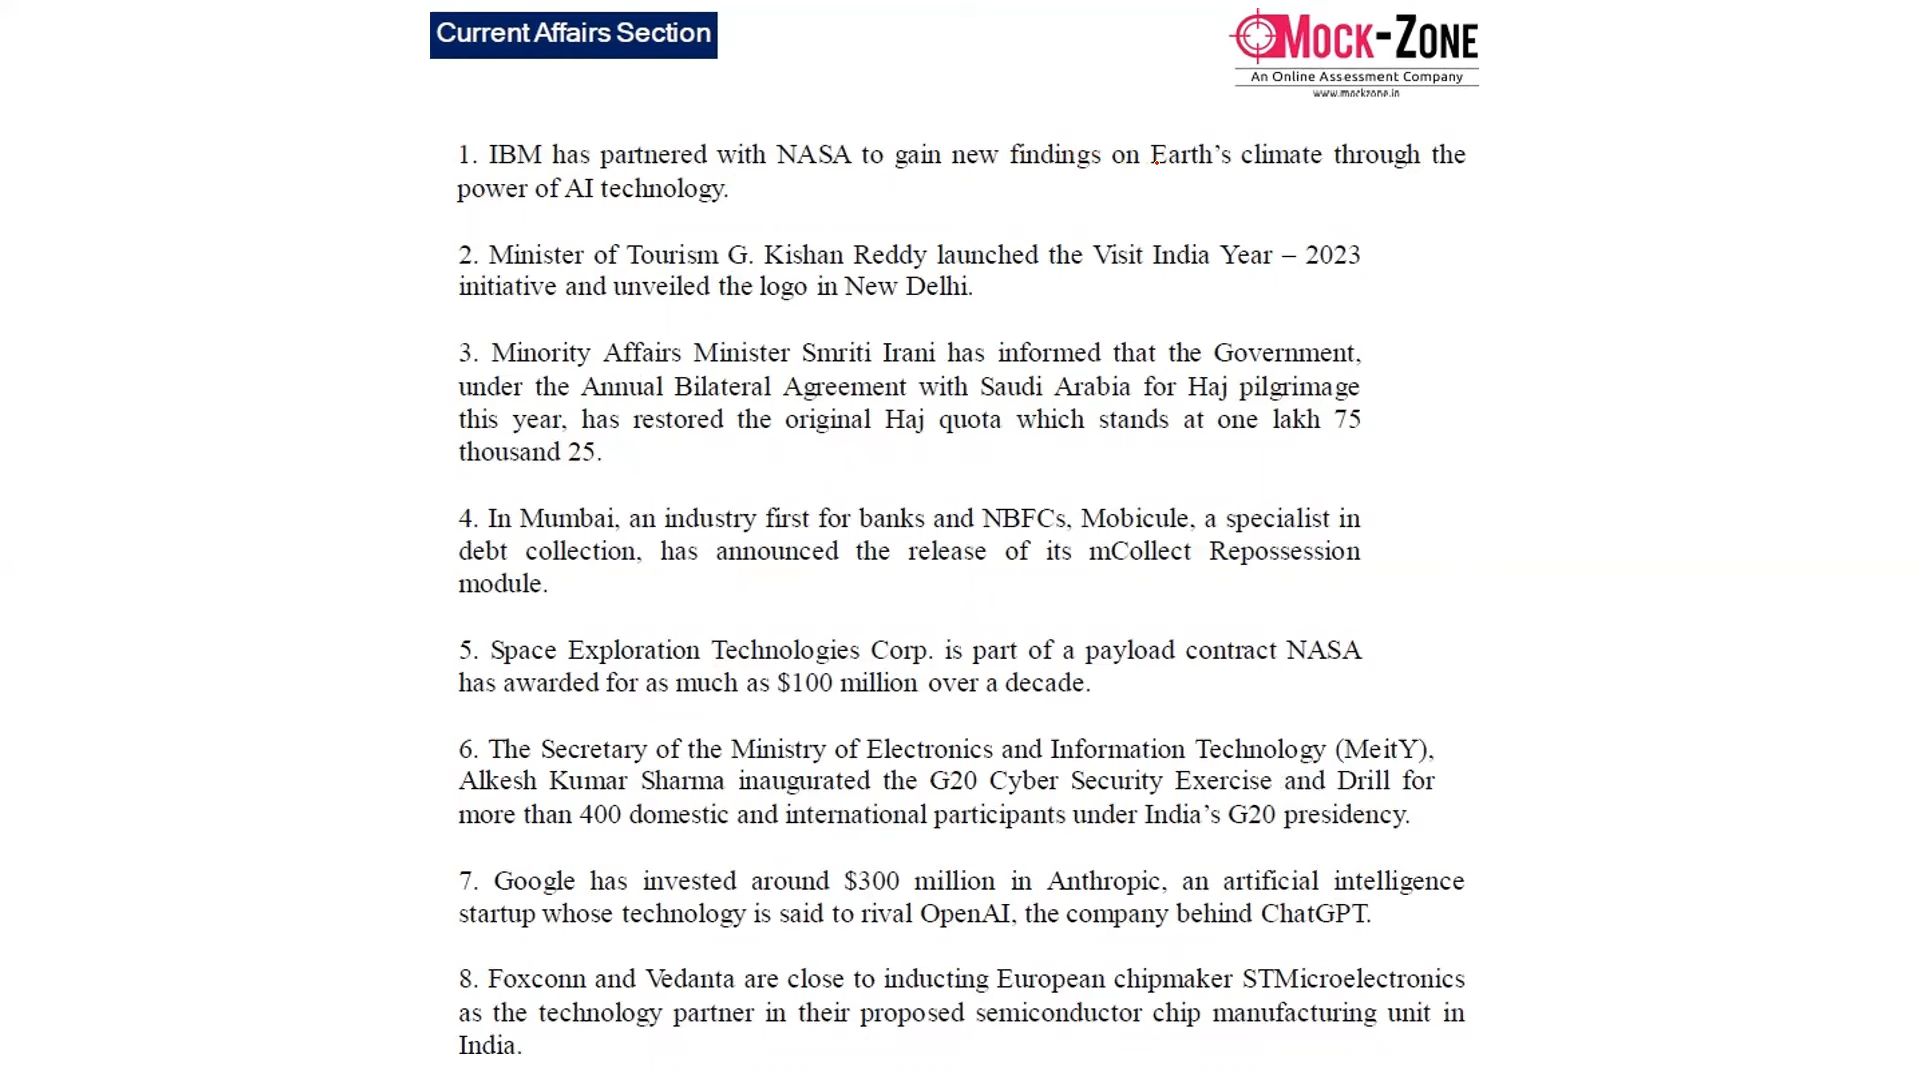 Current Affairs Section
MOCK-ZONE
An Online Assessment Company
www.mockzone.in
1. IBM has partnered with NASA to gain new findings on Earth’s climate through the
power of AI technology.
2. Minister of Tourism G. Kishan Reddy launched the Visit India Year – 2023
initiative and unveiled the logo in New Delhi.
3. Minority Affairs Minister Smriti Irani has informed that the Government,
under the Annual Bilateral Agreement with Saudi Arabia for Haj pilgrimage
this year, has restored the original Haj quota which stands at one lakh 75
thousand 25.
4. In Mumbai, an industry first for banks and NBFCs, Mobicule, a specialist in
debt collection, has announced the release of its mCollect Repossession
module.
5. Space Exploration Technologies Corp. is part of a payload contract NASA
has awarded for as much as $100 million over a decade.
6. The Secretary of the Ministry of Electronics and Information Technology (MeitY),
Alkesh Kumar Sharma inaugurated the G20 Cyber Security Exercise and Drill for
more than 400 domestic and international participants under India’s G20 presidency.
7. Google has invested around $300 million in Anthropic, an artificial intelligence
startup whose technology is said to rival OpenAI, the company behind ChatGPT.
8. Foxconn and Vedanta are close to inducting European chipmaker STMicroelectronics
as the technology partner in their proposed semiconductor chip manufacturing unit in
India.